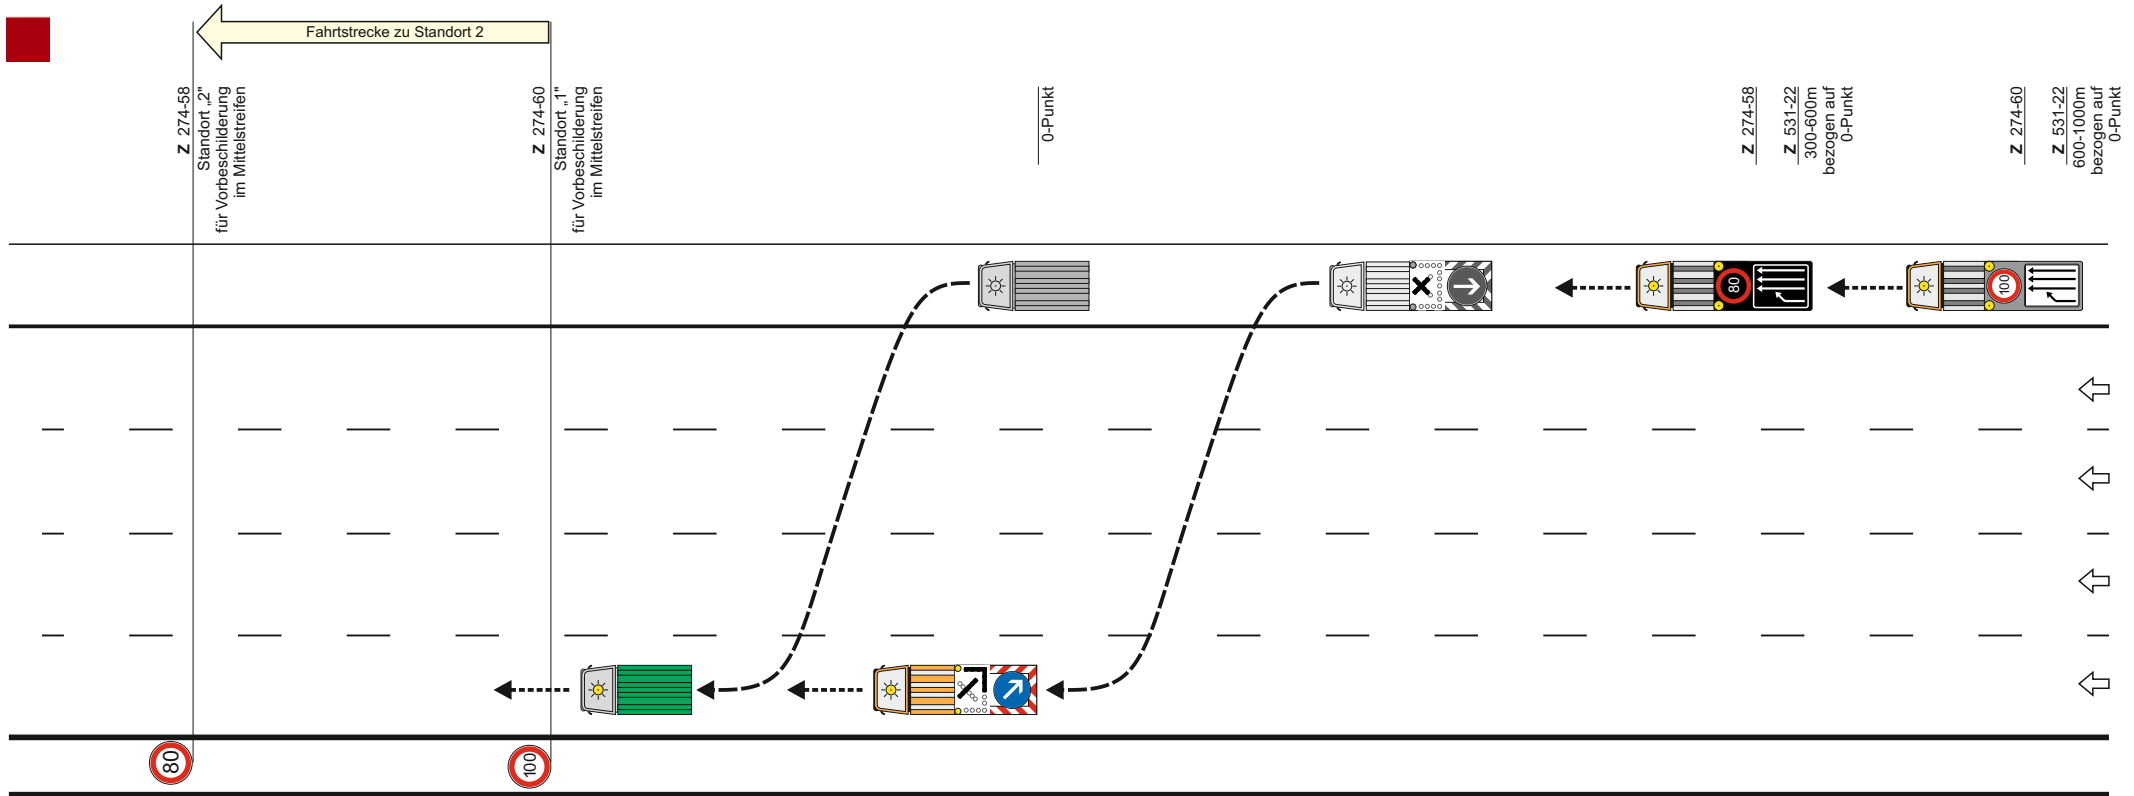 Fahrtstrecke zu Standort 2
Z 274-58
Standort „2"
für Vorbeschilderung
im Mittelstreifen
Z 274-60
Standort „1"
für Vorbeschilderung
im Mittelstreifen
0-Punkt
Z 274-58
Z 531-22
300-600m
bezogen auf
0-Punkt
Z 274-60
Z 531-22
600-1000m
bezogen auf
0-Punkt
80
100
80
100